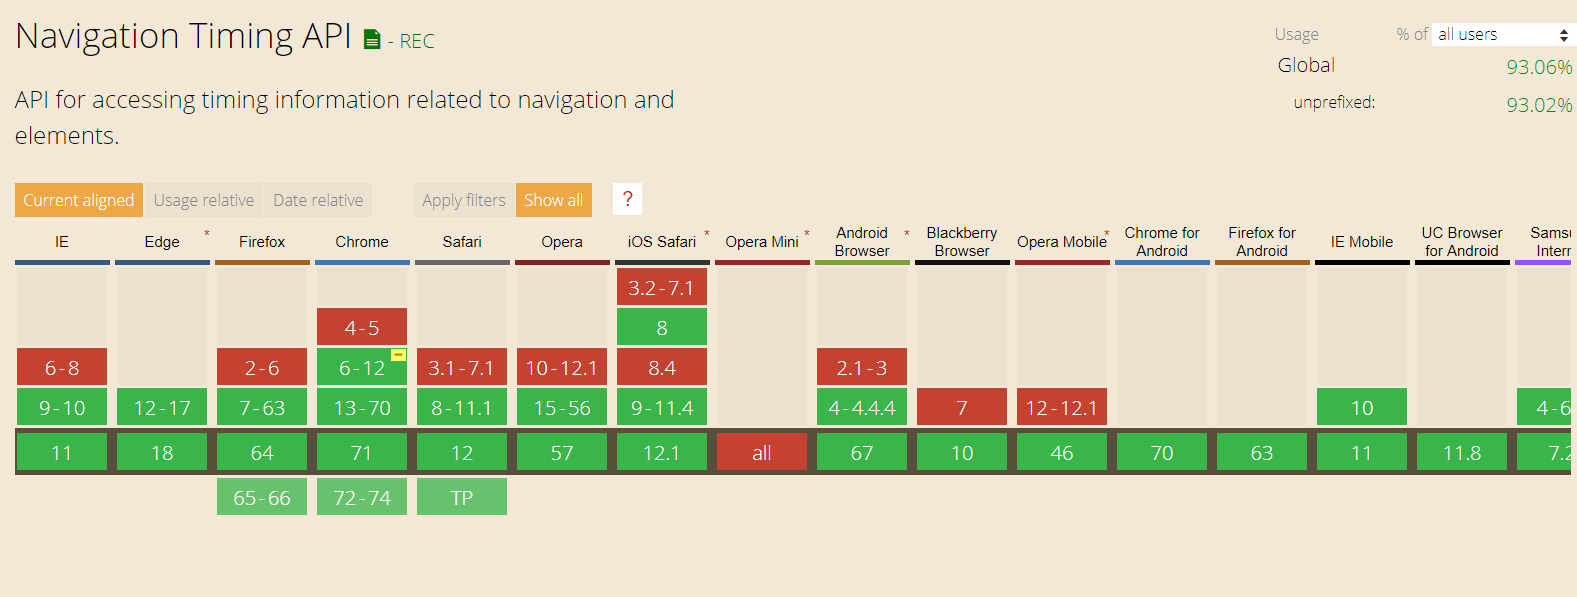 Navigation Timing API - REC
Usage % of all users
Global 93.06%
unprefixed: 93.02%
API for accessing timing information related to navigation and
elements.
Current aligned Usage relative Date relative Apply filters Show all ?
IE Edge * Firefox Chrome Safari Opera iOS Safari * Opera Mini * Android Browser * Blackberry Browser Opera Mobile * Chrome for Android Firefox for Android IE Mobile UC Browser for Android Samsu Intern
3.2-7.1
4-5 8
6-8 2-6 6-12 3.1-7.1 10-12.1 8.4 2.1-3
9-10 12-17 7-63 13-70 8-11.1 15-56 9-11.4 4-4.4.4 7 12-12.1 10 4-6
11 18 64 71 12 57 12.1 all 67 10 46 70 63 11 11.8 7.2
65-66 72-74 TP